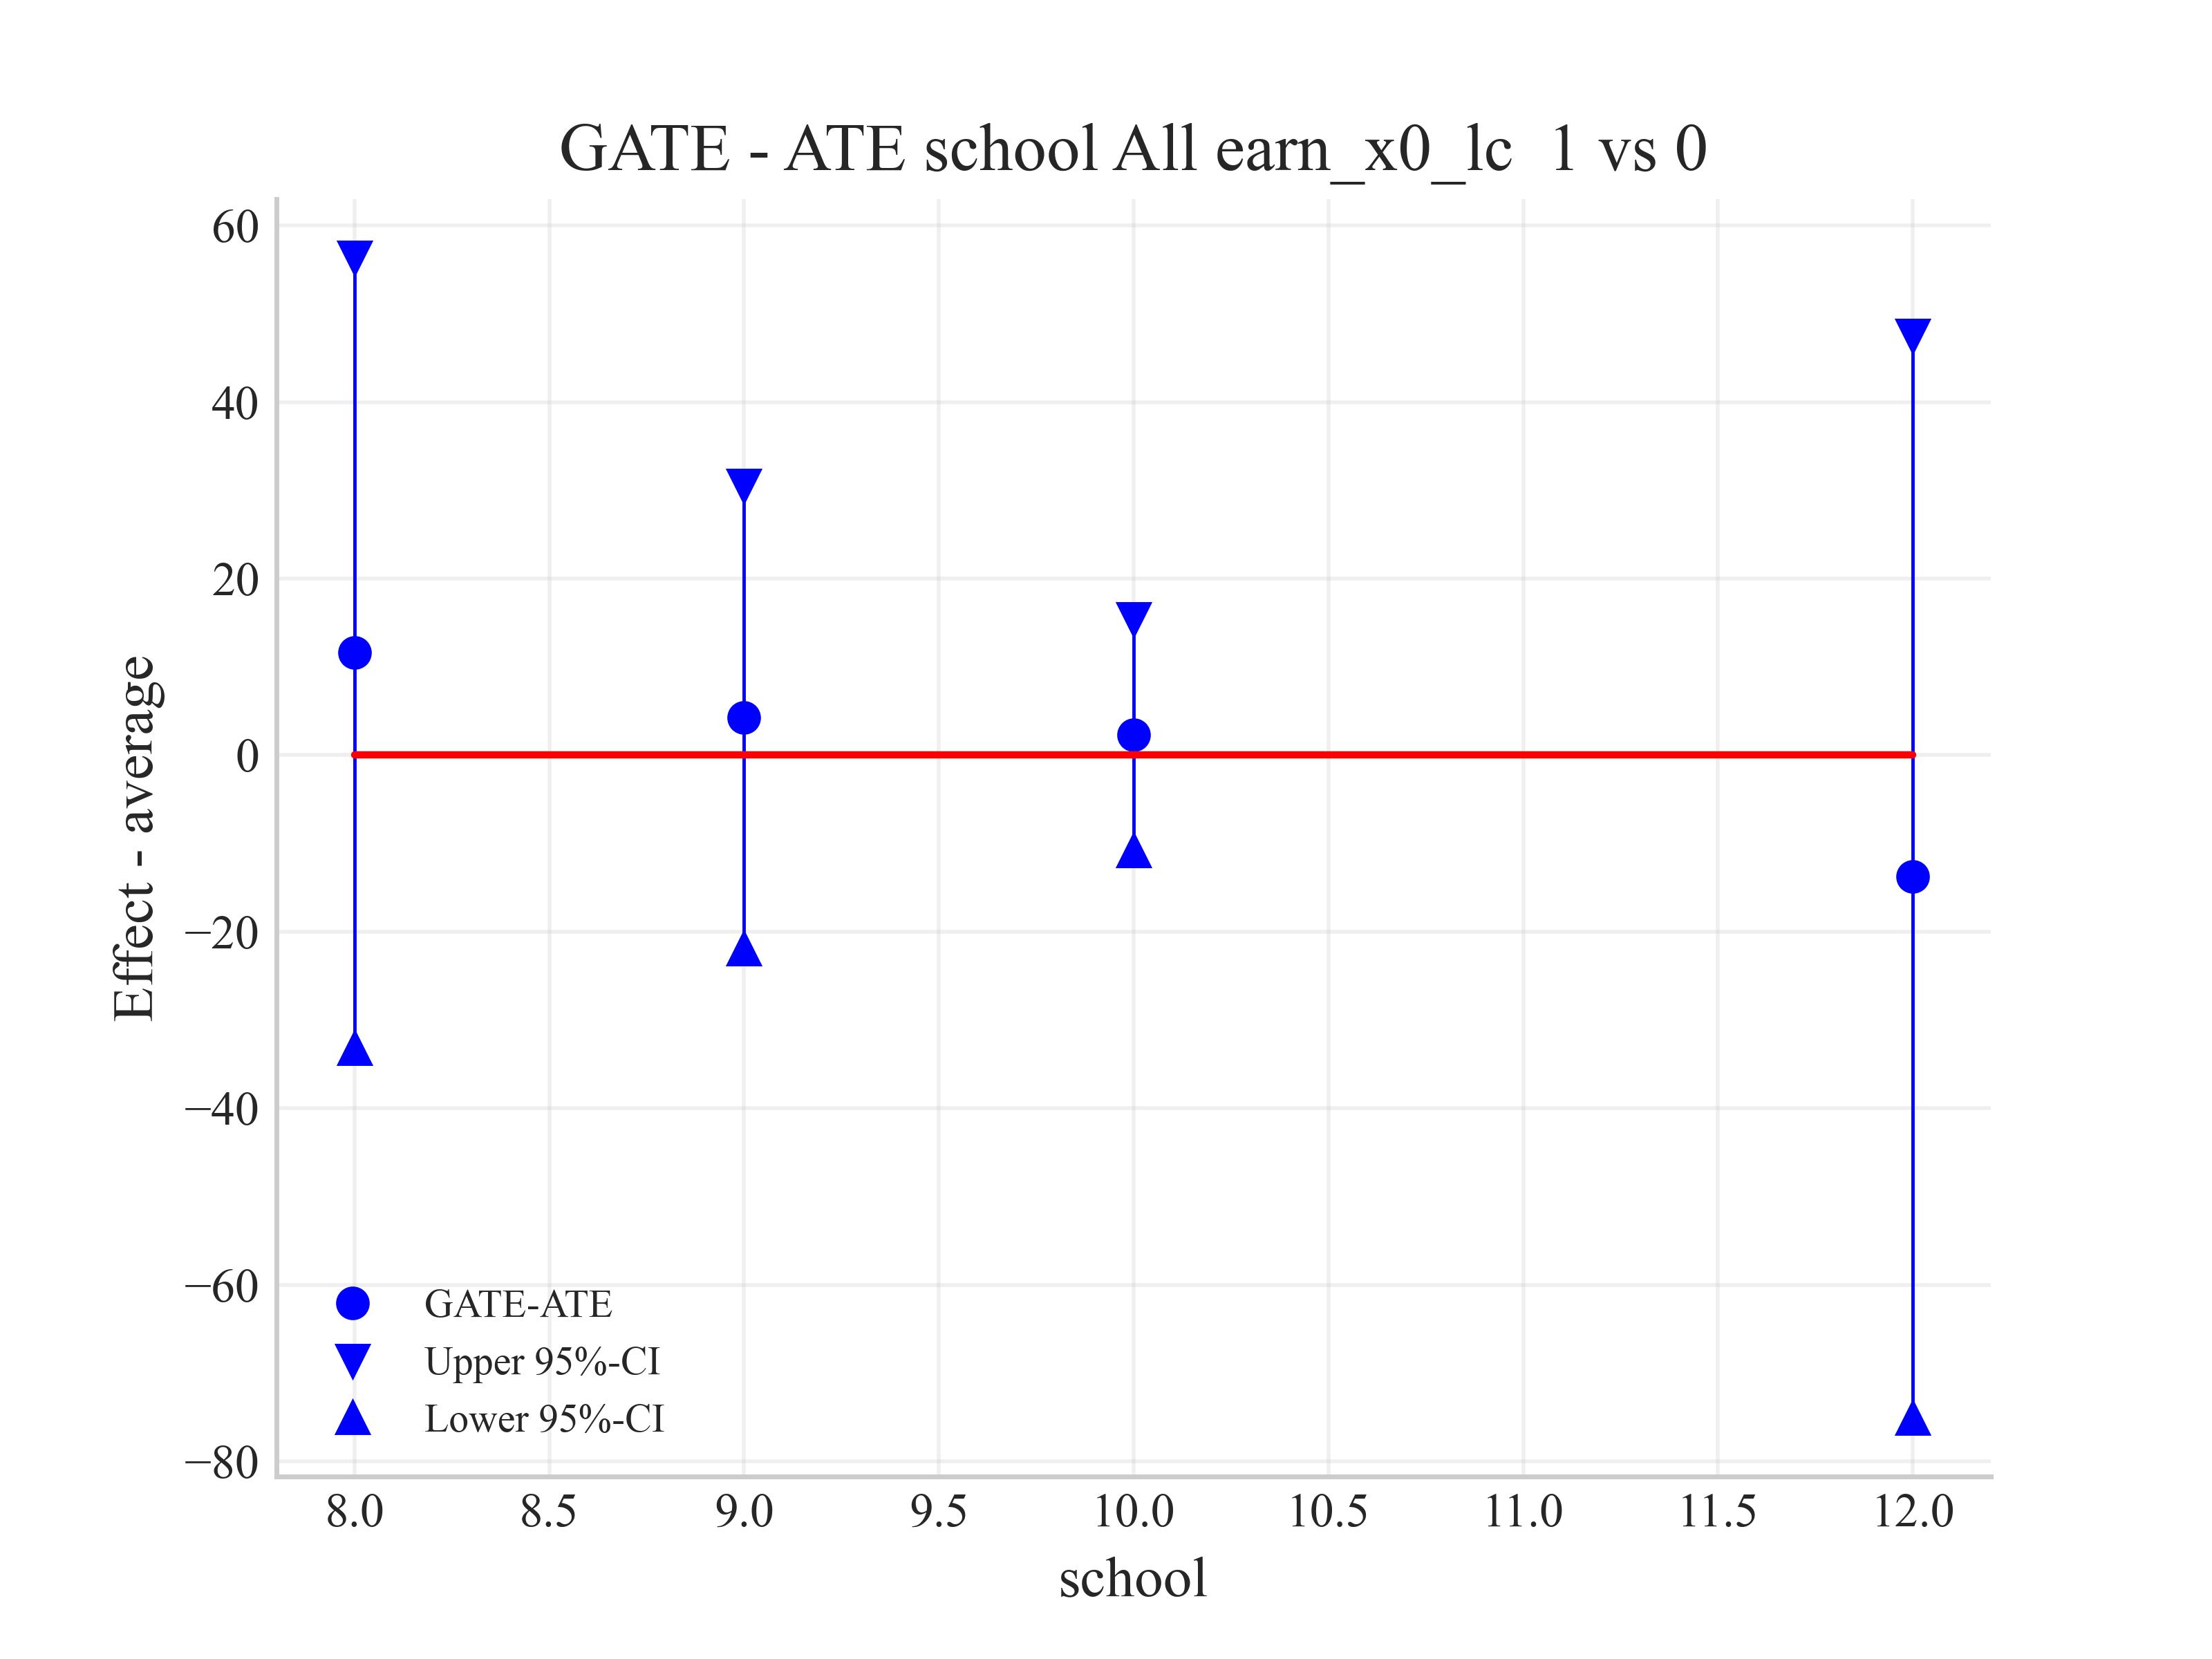 GATE - ATE school All earn_x0_lc  1 vs 0
60
40
20
0
−20
−40
−60
−80
Effect - average
GATE-ATE
Upper 95%-CI
Lower 95%-CI
8.0 8.5 9.0 9.5 10.0 10.5 11.0 11.5 12.0
school